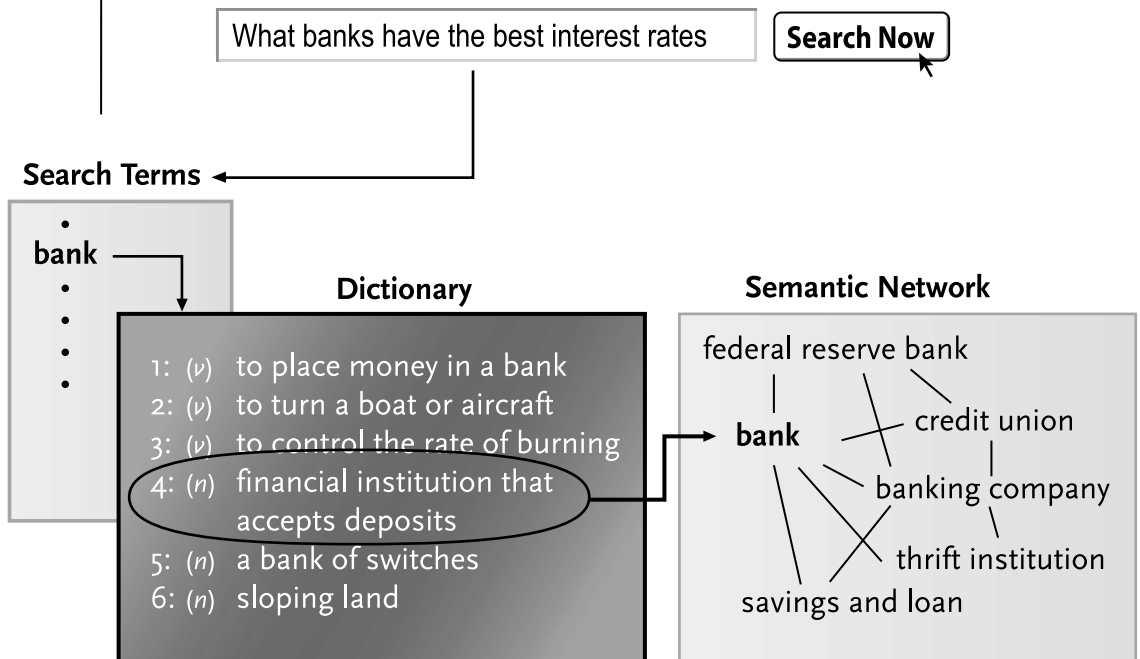 What banks have the best interest rates
Search Now
Search Terms
•
bank
•
•
•
•
Dictionary
1: (v) to place money in a bank
2: (v) to turn a boat or aircraft
3: (v) to control the rate of burning
4: (n) financial institution that
accepts deposits
5: (n) a bank of switches
6: (n) sloping land
Semantic Network
federal reserve bank
credit union
bank
banking company
thrift institution
savings and loan